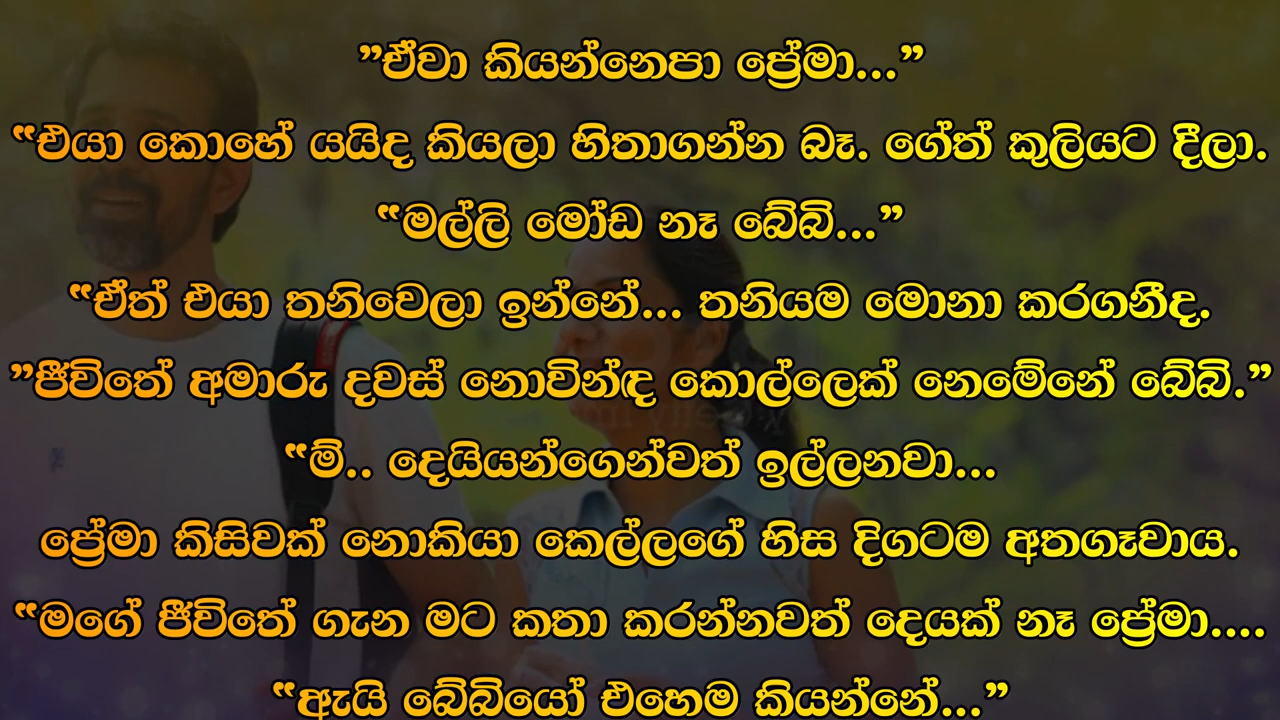 ”ඒවා කියන්නෙපා ප්‍රේමා...”
“එයා කොහේ යයිද කියලා හිතාගන්න බෑ. ගේත් කුලියට දීලා.
“මල්ලි මෝඩ නෑ බේබි...”
“ඒත් එයා තනිවෙලා ඉන්නේ... තනියම මොනා කරගනීද.
”ජීවිතේ අමාරු දවස් නොවින්ඳ කොල්ලෙක් නෙමේනේ බේබි.”
“ම්.. දෙයියන්ගෙන්වත් ඉල්ලනවා...
ප්‍රේමා කිසිවක් නොකියා කෙල්ලගේ හිස දිගටම අතගෑවාය.
“මගේ ජීවිතේ ගැන මට කතා කරන්නවත් දෙයක් නෑ ප්‍රේමා....
“ඇයි බේබියෝ එහෙම කියන්නේ...”